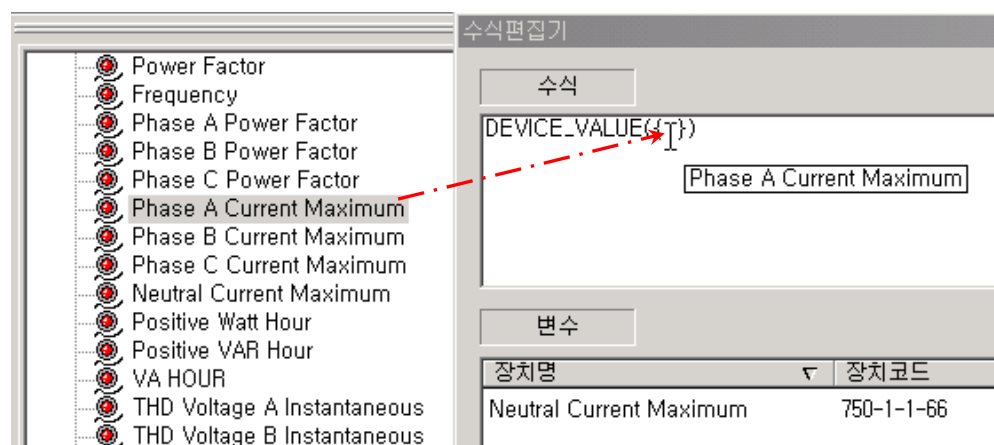 Power Factor
Frequency
Phase A Power Factor
Phase B Power Factor
Phase C Power Factor
Phase A Current Maximum
Phase B Current Maximum
Phase C Current Maximum
Neutral Current Maximum
Positive Watt Hour
Positive VAR Hour
VA HOUR
THD Voltage A Instantaneous
THD Voltage B Instantaneous
수식편집기
수식
DEVICE_VALUE({ })
Phase A Current Maximum
변수
장치명 장치코드
Neutral Current Maximum 750-1-1-66